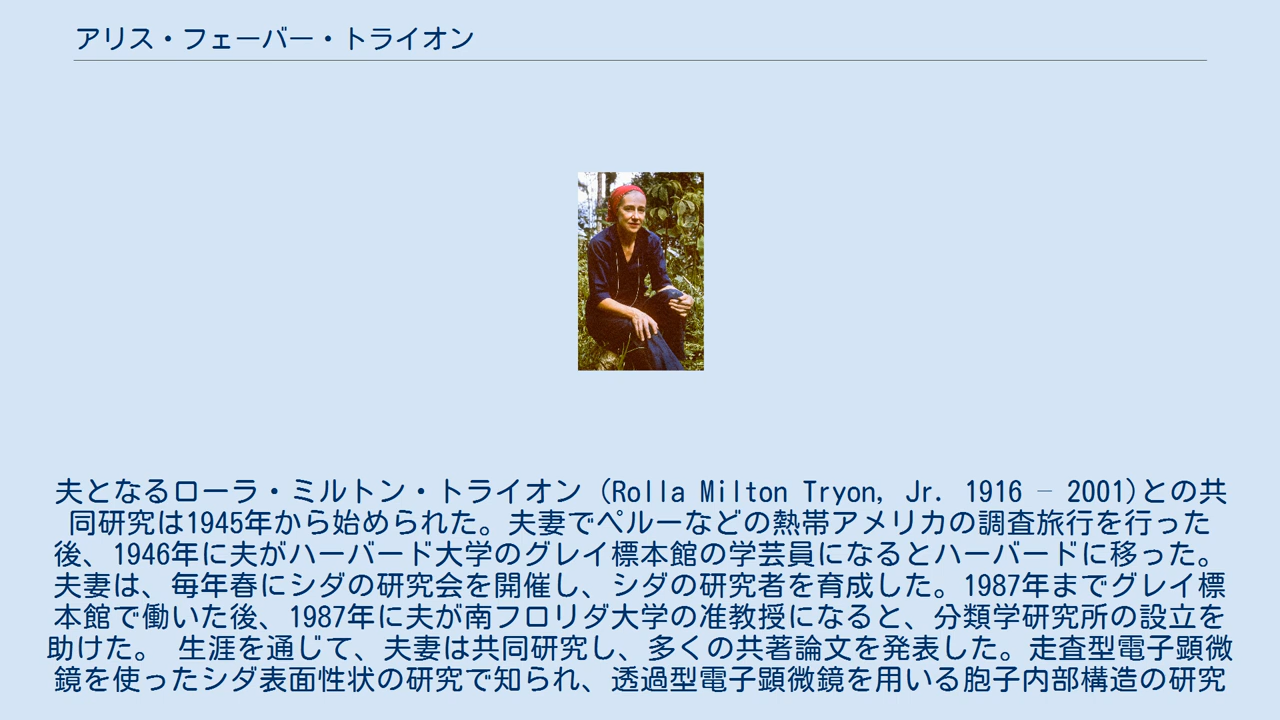 アリス・フェーバー・トライオン
夫となるローラ・ミルトン・トライオン (Rolla Milton Tryon, Jr. 1916 – 2001)との共
同研究は1945年から始められた。夫妻でペルーなどの熱帯アメリカの調査旅行を行った
後、1946年に夫がハーバード大学のグレイ標本館の学芸員になるとハーバードに移った。
夫妻は、毎年春にシダの研究会を開催し、シダの研究者を育成した。1987年までグレイ標
本館で働いた後、1987年に夫が南フロリダ大学の准教授になると、分類学研究所の設立を
助けた。 生涯を通じて、夫妻は共同研究し、多くの共著論文を発表した。走査型電子顕微
鏡を使ったシダ表面性状の研究で知られ、透過型電子顕微鏡を用いる胞子内部構造の研究